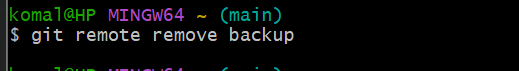 komal@HP MINGW64 ~ (main)
$ git remote remove backup